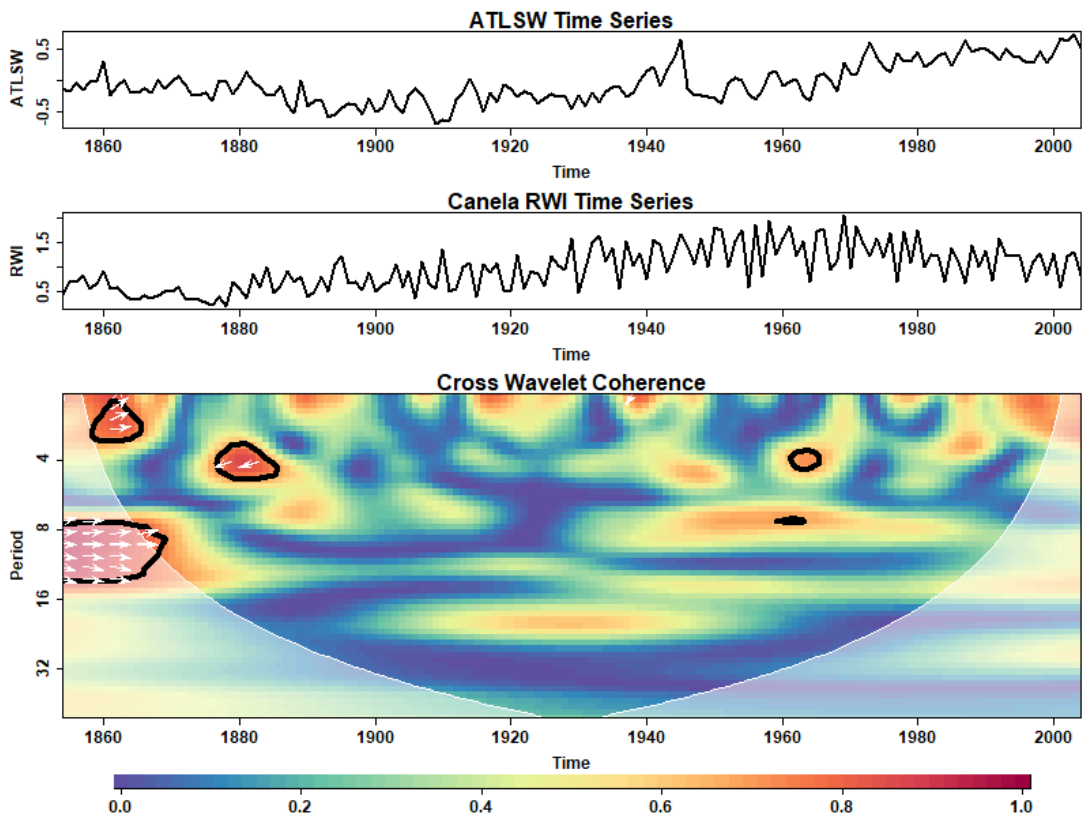 ATLSW Time Series
ATLSW
0.5
-0.5
1860 1880 1900 1920 1940 1960 1980 2000
Time
Canela RWI Time Series
RWI
1.5
0.5
1860 1880 1900 1920 1940 1960 1980 2000
Time
Cross Wavelet Coherence
Period
4
8
16
32
1860 1880 1900 1920 1940 1960 1980 2000
Time
0.0 0.2 0.4 0.6 0.8 1.0